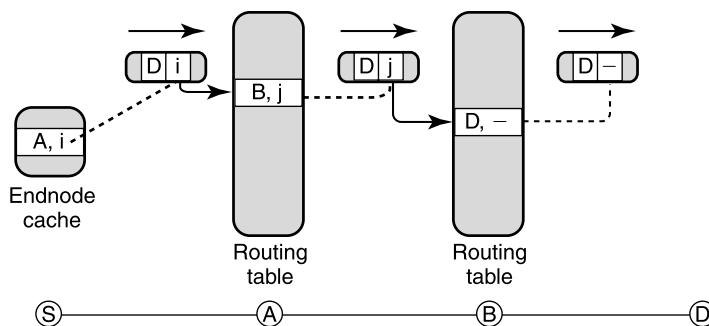 D i
B, j
D j
D –
D, –
A, i
Endnode
cache
Routing
table
Routing
table
S A B D